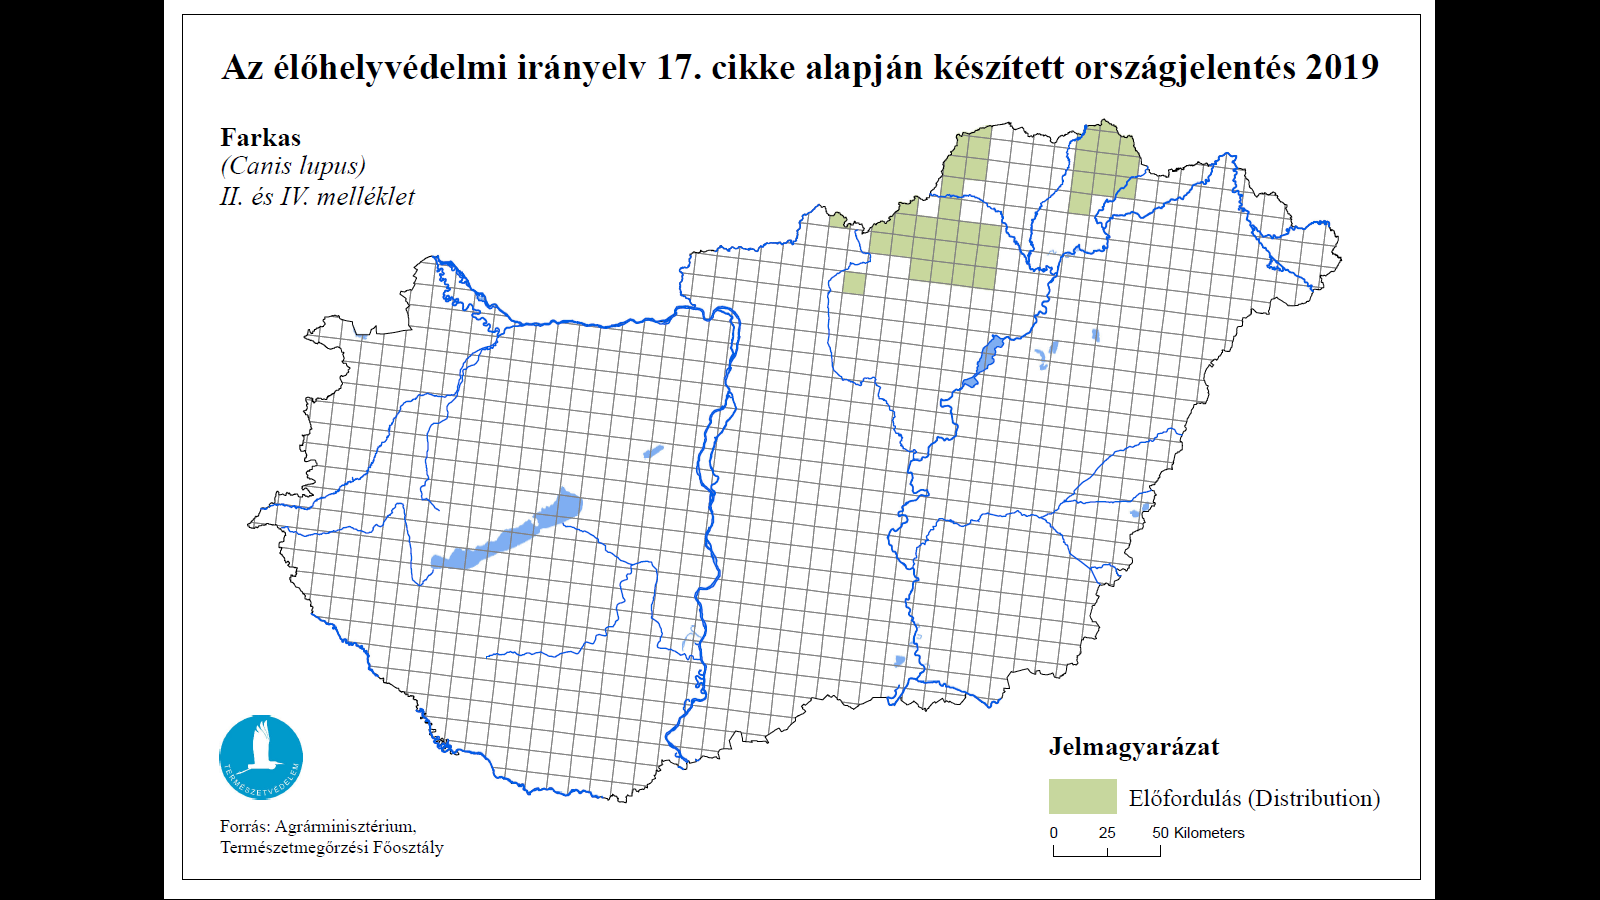 Az élőhelyvédelmi irányelv 17. cikke alapján készített országjelentés 2019
Farkas
(Canis lupus)
II. és IV. melléklet
TERMÉSZETVÉDELEM
Forrás: Agrárminisztérium,
Természetmegőrzési Főosztály
Jelmagyarázat
Előfordulás (Distribution)
0 25 50 Kilometers